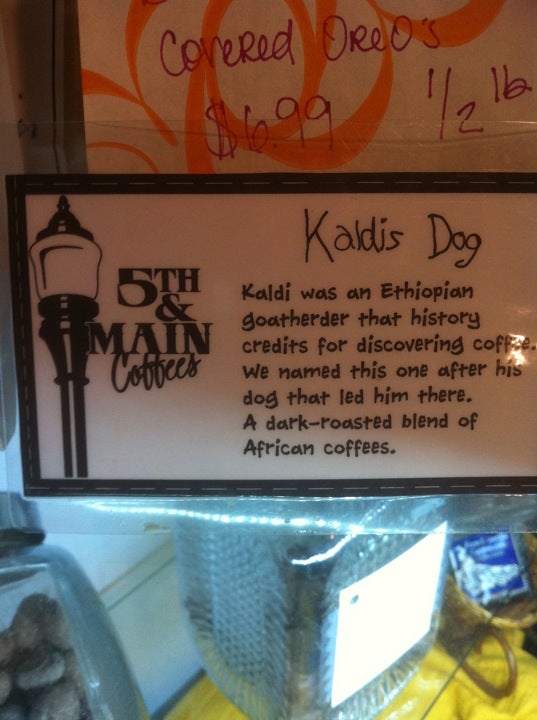 Covered Oreo's
$6.99 1/2 lb
Kaldis Dog
5TH
&
MAIN
Coffees
Kaldi was an Ethiopian
goatherder that history
credits for discovering coffee.
We named this one after his
dog that led him there.
A dark-roasted blend of
African coffees.